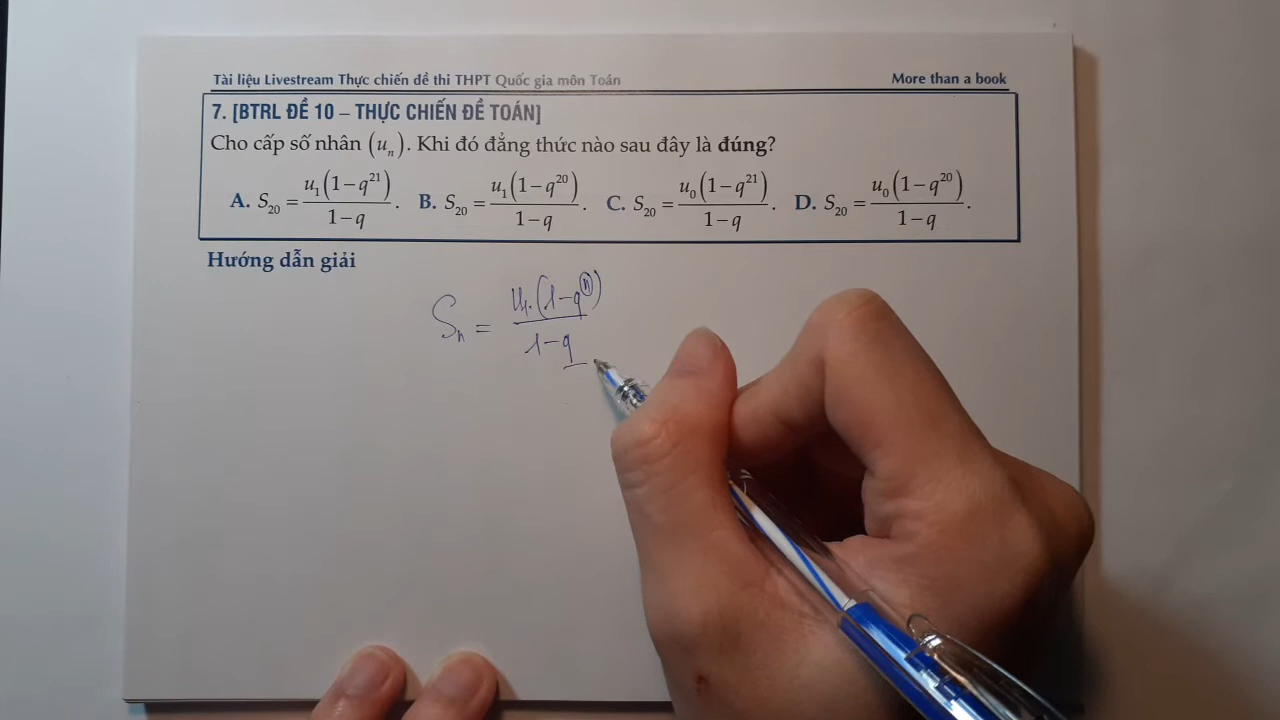 Tài liệu Livestream Thực chiến đề thi THPT Quốc gia môn Toán More than a book
7. [BTRL ĐỀ 10 – THỰC CHIẾN ĐỀ TOÁN]
Cho cấp số nhân (uₙ). Khi đó đẳng thức nào sau đây là đúng?
A. S₂₀ = u₁(1−q²¹)/(1−q). B. S₂₀ = u₁(1−q²⁰)/(1−q). C. S₂₀ = u₀(1−q²¹)/(1−q). D. S₂₀ = u₀(1−q²⁰)/(1−q).
Hướng dẫn giải
Sₙ = u₁.(1−qⁿ)/(1−q)